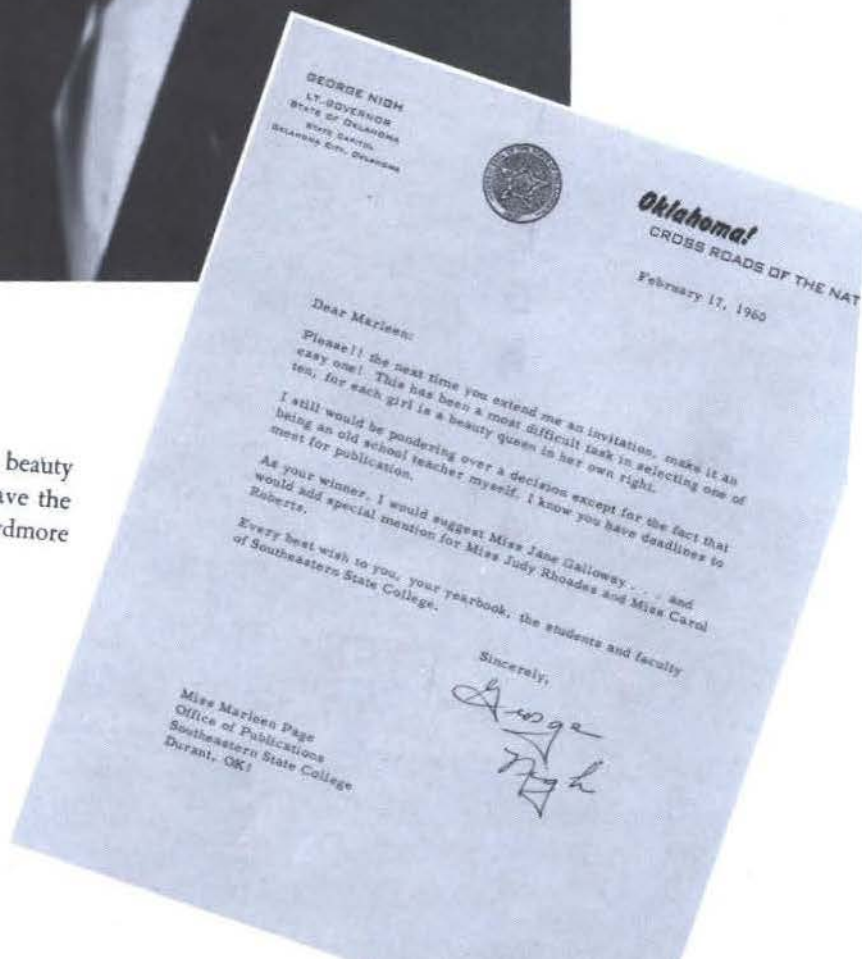 GEORGE NIGH
LT. GOVERNOR
STATE OF OKLAHOMA
STATE CAPITOL
OKLAHOMA CITY, OKLAHOMA
Oklahoma!
CROSS ROADS OF THE NAT
February 17, 1960
Dear Marleen:
Please!! the next time you extend me an invitation, make it an
easy one! This has been a most difficult task in selecting one of
ten, for each girl is a beauty queen in her own right.
I still would be pondering over a decision except for the fact that
being an old school teacher myself, I know you have deadlines to
meet for publication.
As your winner, I would suggest Miss Jane Galloway . . . and
would add special mention for Miss Judy Rhoades and Miss Carol
Roberts.
Every best wish to you, your yearbook, the students and faculty
of Southeastern State College.
Sincerely,
George
Nigh
Miss Marleen Page
Office of Publications
Southeastern State College
Durant, OK!
beauty
ave the
dmore